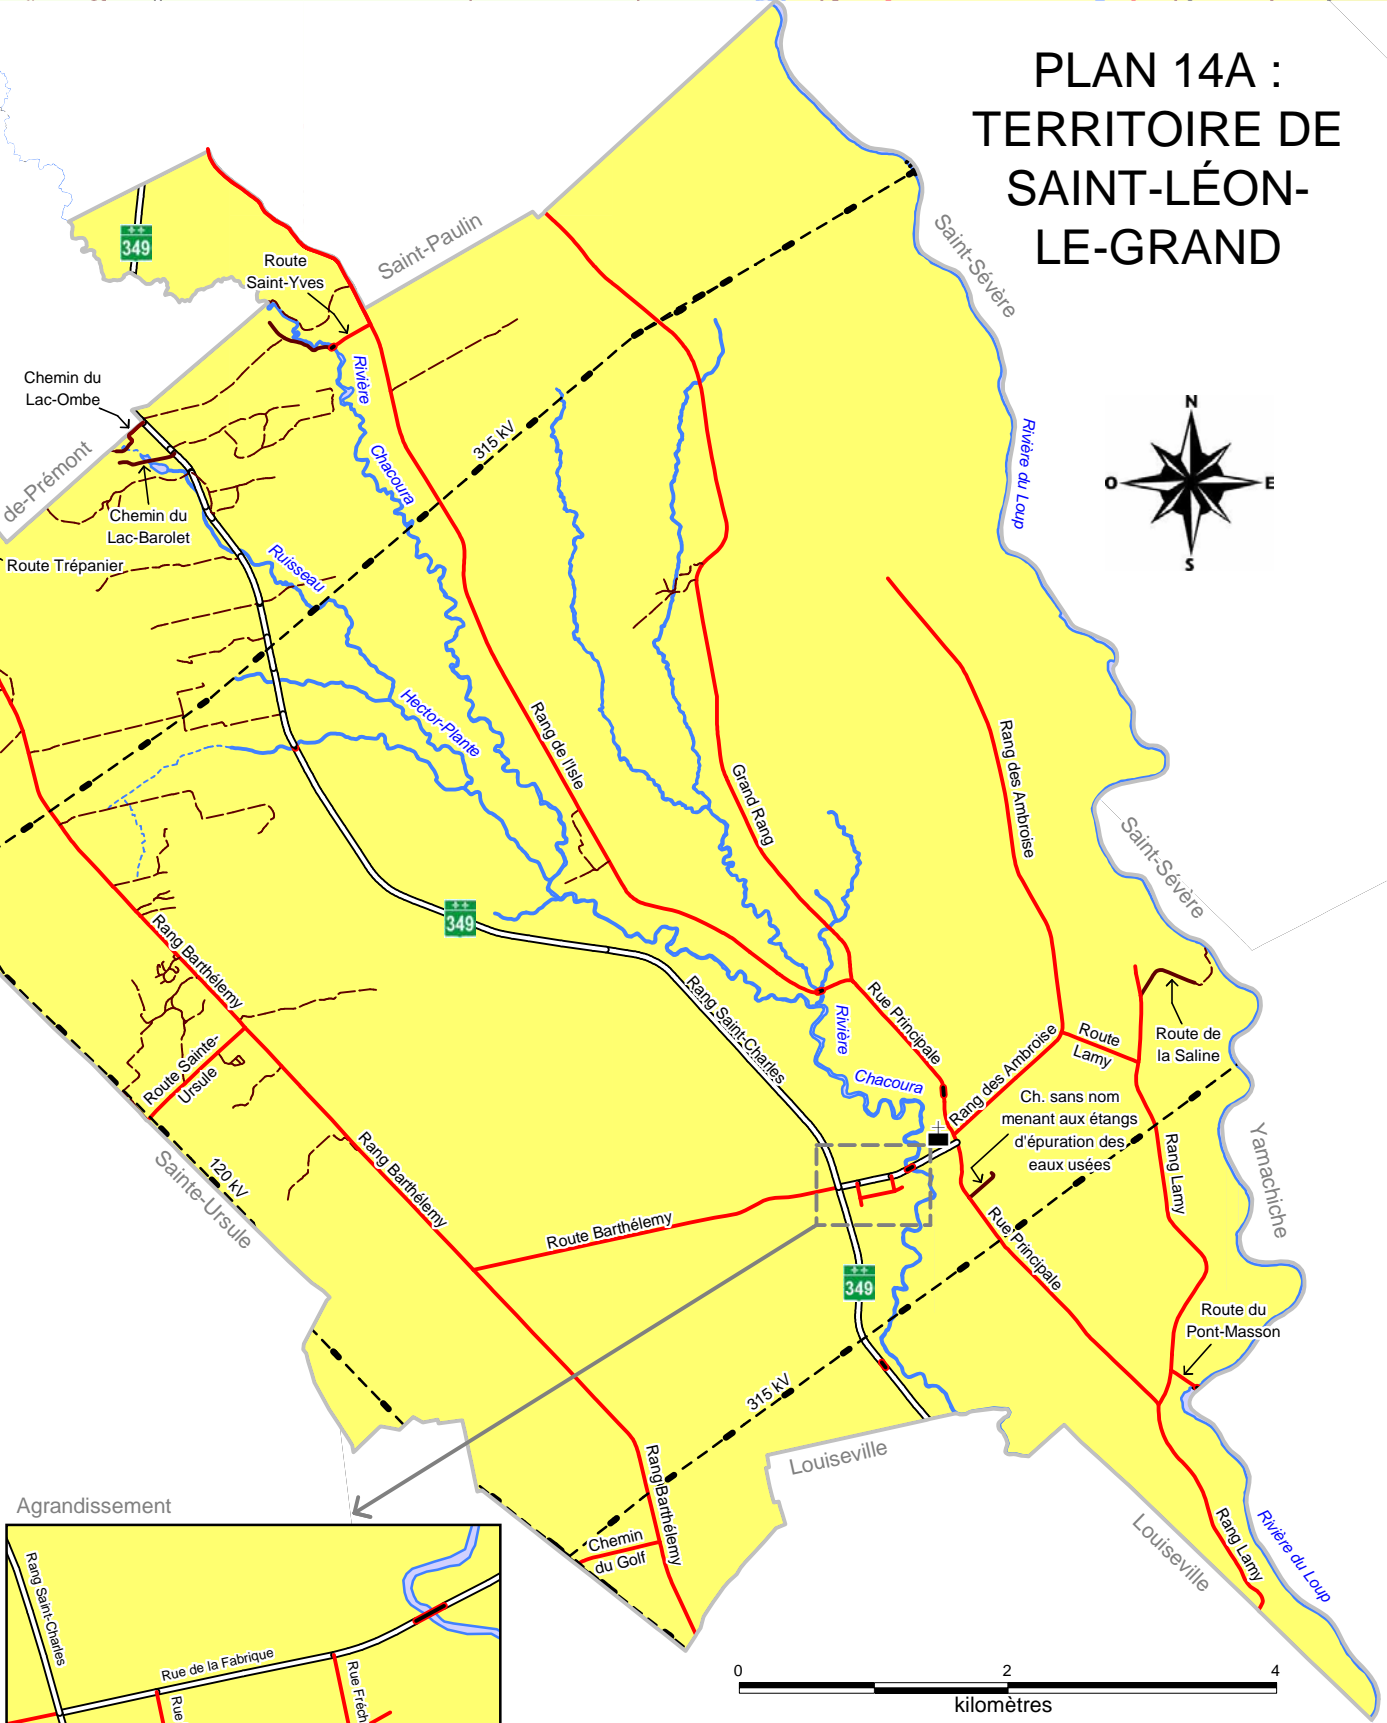 PLAN 14A :
TERRITOIRE DE
SAINT-LÉON-
LE-GRAND
349
Route
Saint-Yves
Saint-Paulin
Saint-Sévère
Chemin du
Lac-Ombe
Rivière
Chacoura
315 kV
Rivière du Loup
N
O
E
S
de-Prémont
Chemin du
Lac-Barolet
Route Trépanier
Ruisseau
Hector-Plante
Rang de l'Isle
Grand Rang
Rang des Ambroise
Saint-Sévère
349
Rang Barthélemy
Rang Saint-Charles
Rivière
Chacoura
Rue Principale
Rang des Ambroise
Route
Lamy
Route de
la Saline
Ch. sans nom
menant aux étangs
d'épuration des
eaux usées
Route Sainte-
Ursule
Sainte-Ursule
120 kV
Rang Barthélemy
Route Barthélemy
Rang Lamy
Yamachiche
Rue Principale
349
Route du
Pont-Masson
315 kV
Louiseville
Rang Barthélemy
Chemin
du Golf
Louiseville
Rang Lamy
Rivière du Loup
Agrandissement
Rang Saint-Charles
Rue de la Fabrique
Rue
Rue Fréch
0 2 4
kilomètres